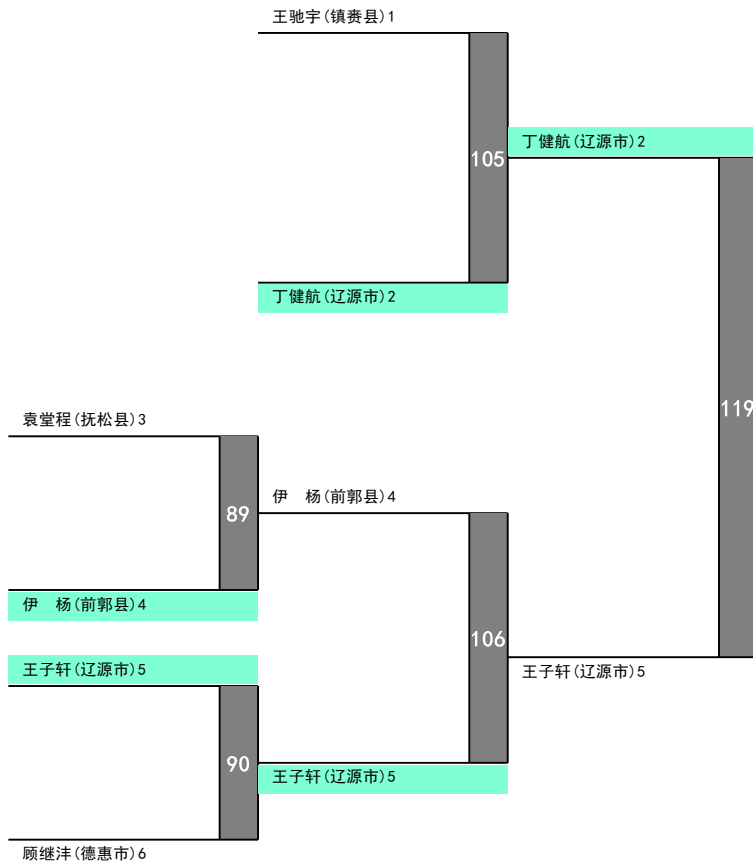 王驰宇(镇赉县)1
105
丁健航(辽源市)2
丁健航(辽源市)2
119
袁堂程(抚松县)3
89
伊　杨(前郭县)4
伊　杨(前郭县)4
106
王子轩(辽源市)5
王子轩(辽源市)5
90
王子轩(辽源市)5
顾继沣(德惠市)6